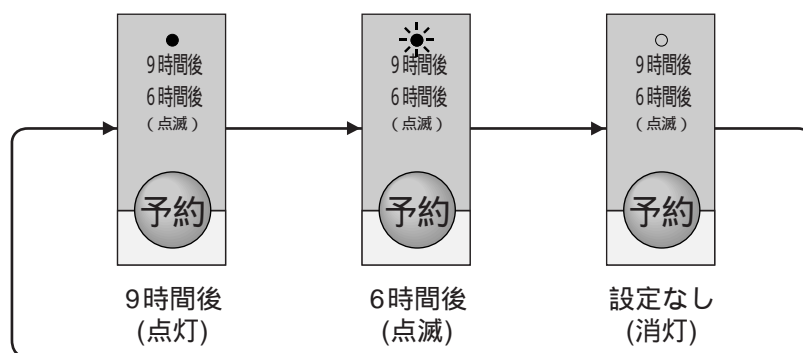 9時間後
6時間後
(点滅)
予約
9時間後
(点灯)
9時間後
6時間後
(点滅)
予約
6時間後
(点滅)
9時間後
6時間後
(点滅)
予約
設定なし
(消灯)